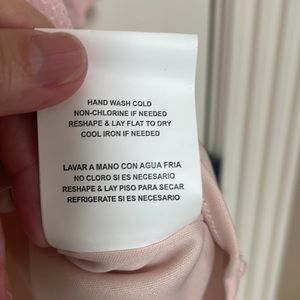 HAND WASH COLD
NON-CHLORINE IF NEEDED
RESHAPE & LAY FLAT TO DRY
COOL IRON IF NEEDED
LAVAR A MANO CON AGUA FRIA
NO CLORO SI ES NECESARIO
RESHAPE & LAY PISO PARA SECAR
REFRIGERATE SI ES NECESARIO